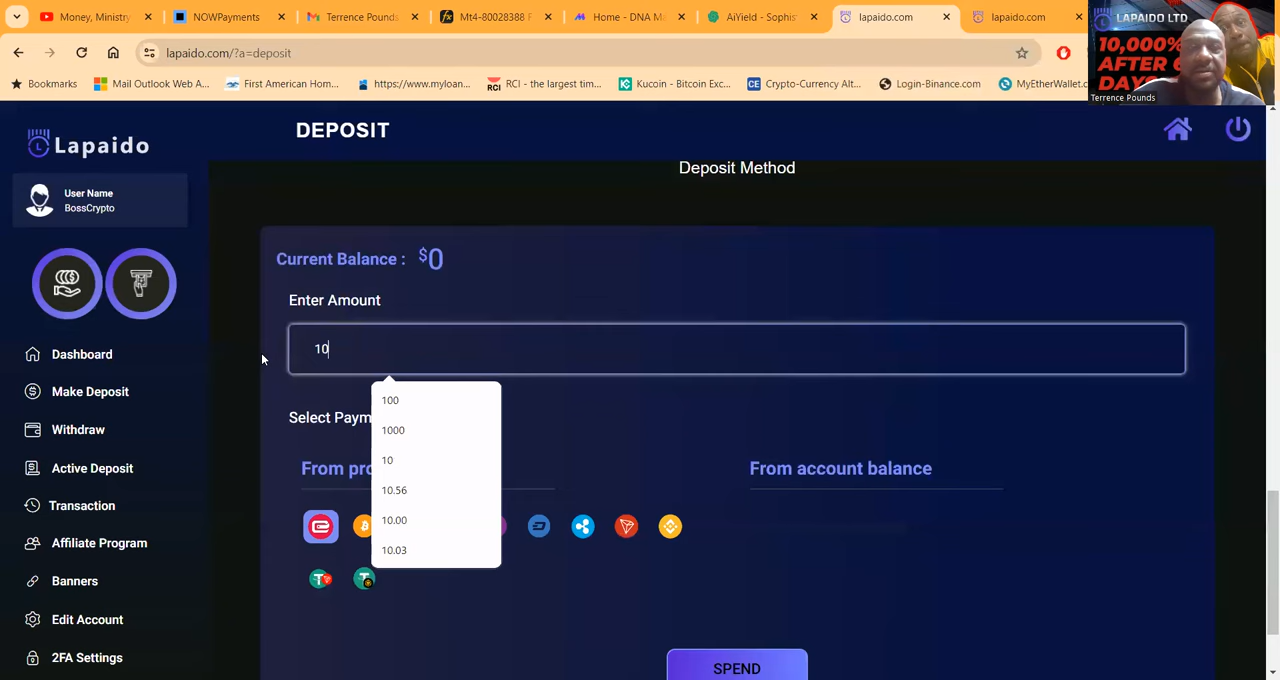 Money, Ministry
NOWPayments
Terrence Pounds
Mt4-80028388 F
Home - DNA M
AiYield - Sophis
lapaido.com
lapaido.com
lapaido.com/?a=deposit
Bookmarks
Mail Outlook Web A...
First American Hom...
https://www.myloan...
RCI - the largest tim...
Kucoin - Bitcoin Exc...
Crypto-Currency Alt...
Login-Binance.com
MyEtherWallet.c
LAPAIDO LTD
10,000%
AFTER 6
DAYS
Terrence Pounds
Lapaido
DEPOSIT
Deposit Method
User Name
BossCrypto
Dashboard
Make Deposit
Withdraw
Active Deposit
Transaction
Affiliate Program
Banners
Edit Account
2FA Settings
Current Balance : $0
Enter Amount
10
100
1000
10
10.56
10.00
10.03
Select Paym
From pro
From account balance
SPEND